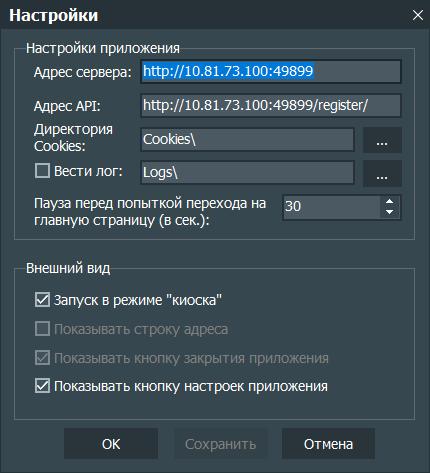 Настройки
Настройки приложения
Адрес сервера: http://10.81.73.100:49899
Адрес API: http://10.81.73.100:49899/register/
Директория
Cookies: Cookies\ ...
Вести лог: Logs\ ...
Пауза перед попыткой перехода на
главную страницу (в сек.): 30
Внешний вид
Запуск в режиме "киоска"
Показывать строку адреса
Показывать кнопку закрытия приложения
Показывать кнопку настроек приложения
OK Сохранить Отмена